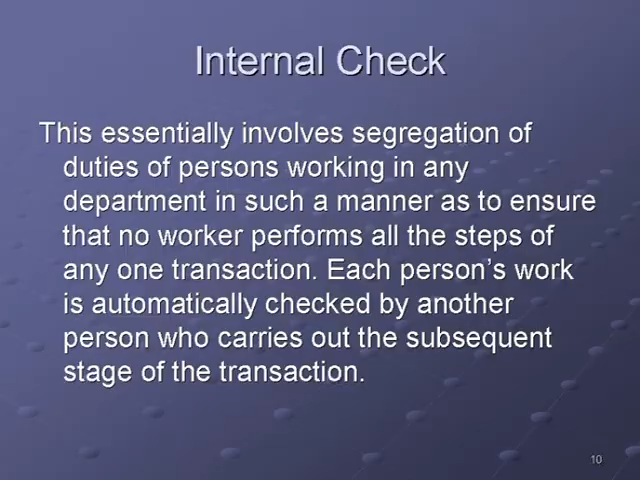 Internal Check
This essentially involves segregation of
duties of persons working in any
department in such a manner as to ensure
that no worker performs all the steps of
any one transaction. Each person's work
is automatically checked by another
person who carries out the subsequent
stage of the transaction.
10